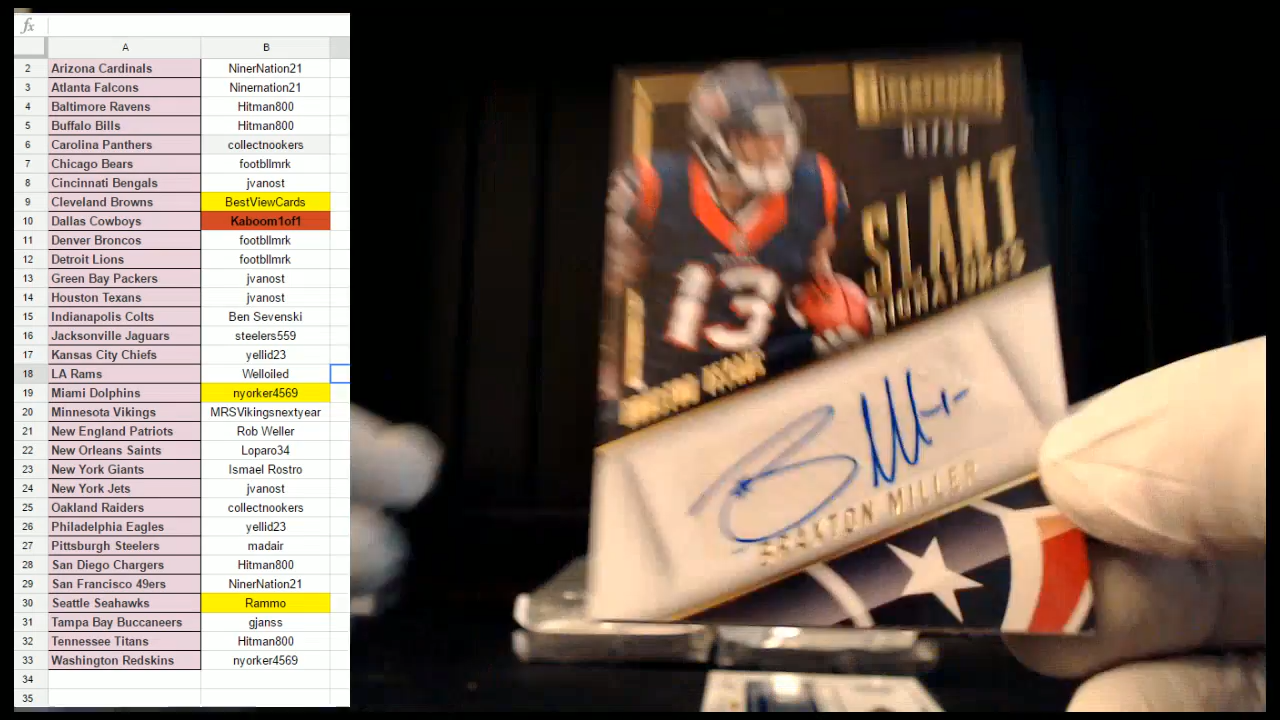 fx
A B
2 Arizona Cardinals NinerNation21
3 Atlanta Falcons Ninernation21
4 Baltimore Ravens Hitman800
5 Buffalo Bills Hitman800
6 Carolina Panthers collectnookers
7 Chicago Bears footbllmrk
8 Cincinnati Bengals jvanost
9 Cleveland Browns BestViewCards
10 Dallas Cowboys Kaboom1of1
11 Denver Broncos footbllmrk
12 Detroit Lions footbllmrk
13 Green Bay Packers jvanost
14 Houston Texans jvanost
15 Indianapolis Colts Ben Sevenski
16 Jacksonville Jaguars steelers559
17 Kansas City Chiefs yellid23
18 LA Rams Welloiled
19 Miami Dolphins nyorker4569
20 Minnesota Vikings MRSVikingsnextyear
21 New England Patriots Rob Weller
22 New Orleans Saints Loparo34
23 New York Giants Ismael Rostro
24 New York Jets jvanost
25 Oakland Raiders collectnookers
26 Philadelphia Eagles yellid23
27 Pittsburgh Steelers madair
28 San Diego Chargers Hitman800
29 San Francisco 49ers NinerNation21
30 Seattle Seahawks Rammo
31 Tampa Bay Buccaneers gjanss
32 Tennessee Titans Hitman800
33 Washington Redskins nyorker4569
34
35
SLANT
SIGNATURES
13
HOUSTON TEXANS
BRAXTON MILLER